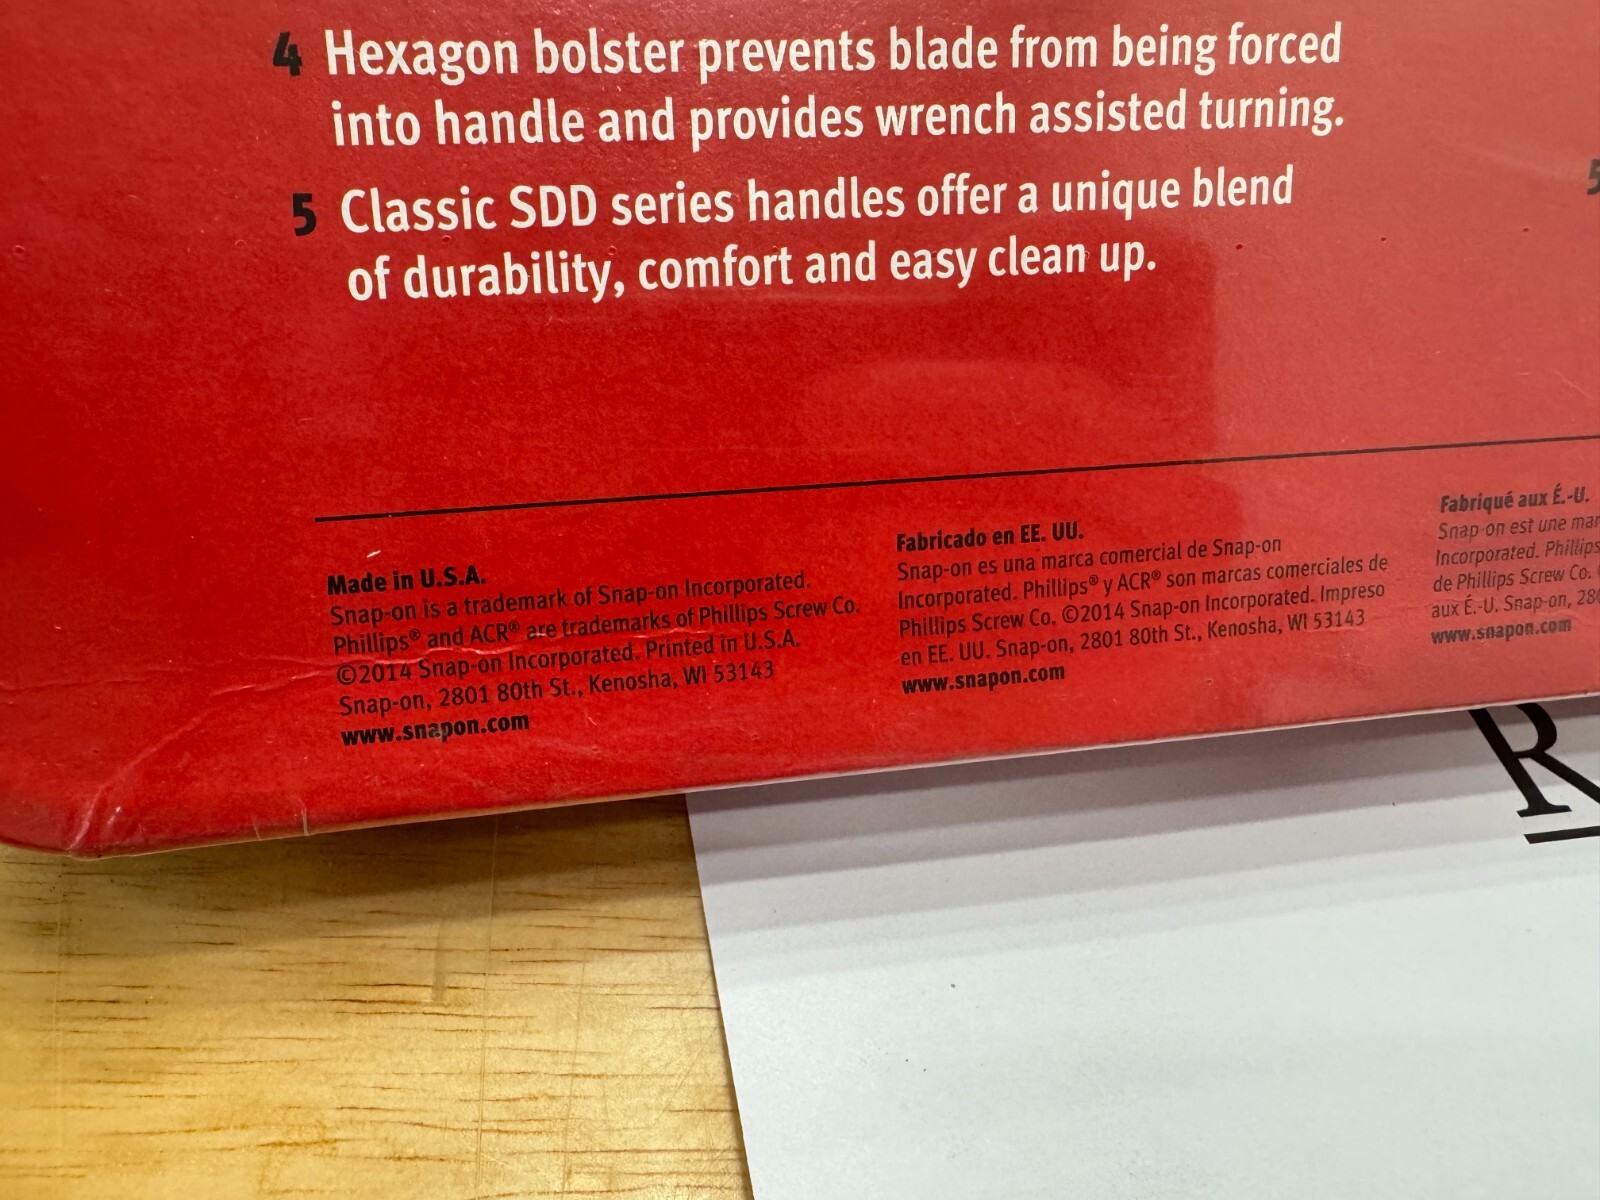 4 Hexagon bolster prevents blade from being forced
into handle and provides wrench assisted turning.
5 Classic SDD series handles offer a unique blend
of durability, comfort and easy clean up.
5
Made in U.S.A.
Snap-on is a trademark of Snap-on Incorporated.
Phillips® and ACR® are trademarks of Phillips Screw Co.
©2014 Snap-on Incorporated. Printed in U.S.A.
Snap-on, 2801 80th St., Kenosha, WI 53143
www.snapon.com
Fabricado en EE. UU.
Snap-on es una marca comercial de Snap-on
Incorporated. Phillips® y ACR® son marcas comerciales de
Phillips Screw Co. ©2014 Snap-on Incorporated. Impreso
en EE. UU. Snap-on, 2801 80th St., Kenosha, WI 53143
www.snapon.com
Fabriqué aux É.-U.
Snap-on est une mar
Incorporated. Phillips
de Phillips Screw Co.
aux É.-U. Snap-on, 280
www.snapon.com
R